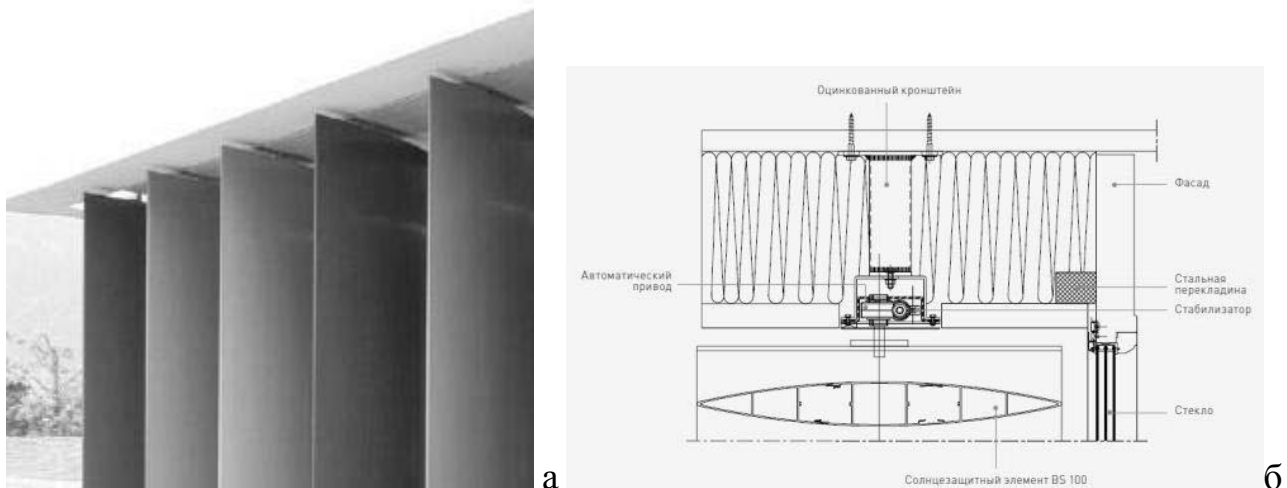 Оцинкованный кронштейн
Фасад
Автоматический
привод
Стальная
перекладина
Стабилизатор
Стекло
Солнцезащитный элемент BS 100
а
б